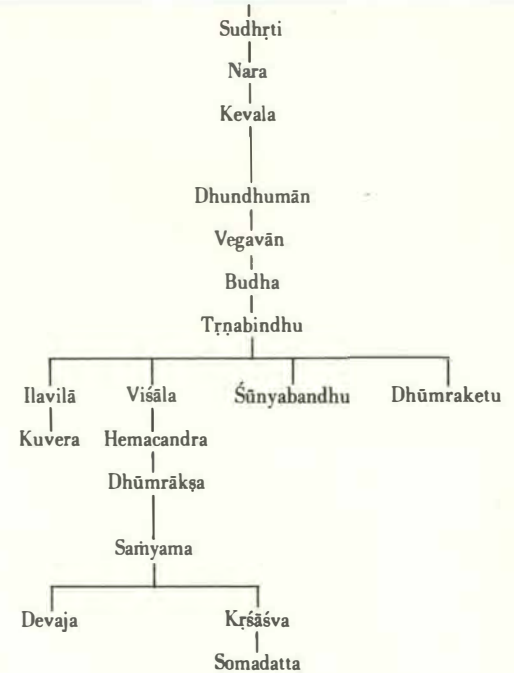 Sudhṛti
Nara
Kevala
Dhundhumān
Vegavān
Budha
Tṛṇabindhu
Ilavilā Viśāla Śūnyabandhu Dhūmraketu
Kuvera Hemacandra
Dhūmrākṣa
Saṁyama
Devaja Kṛśāśva
Somadatta